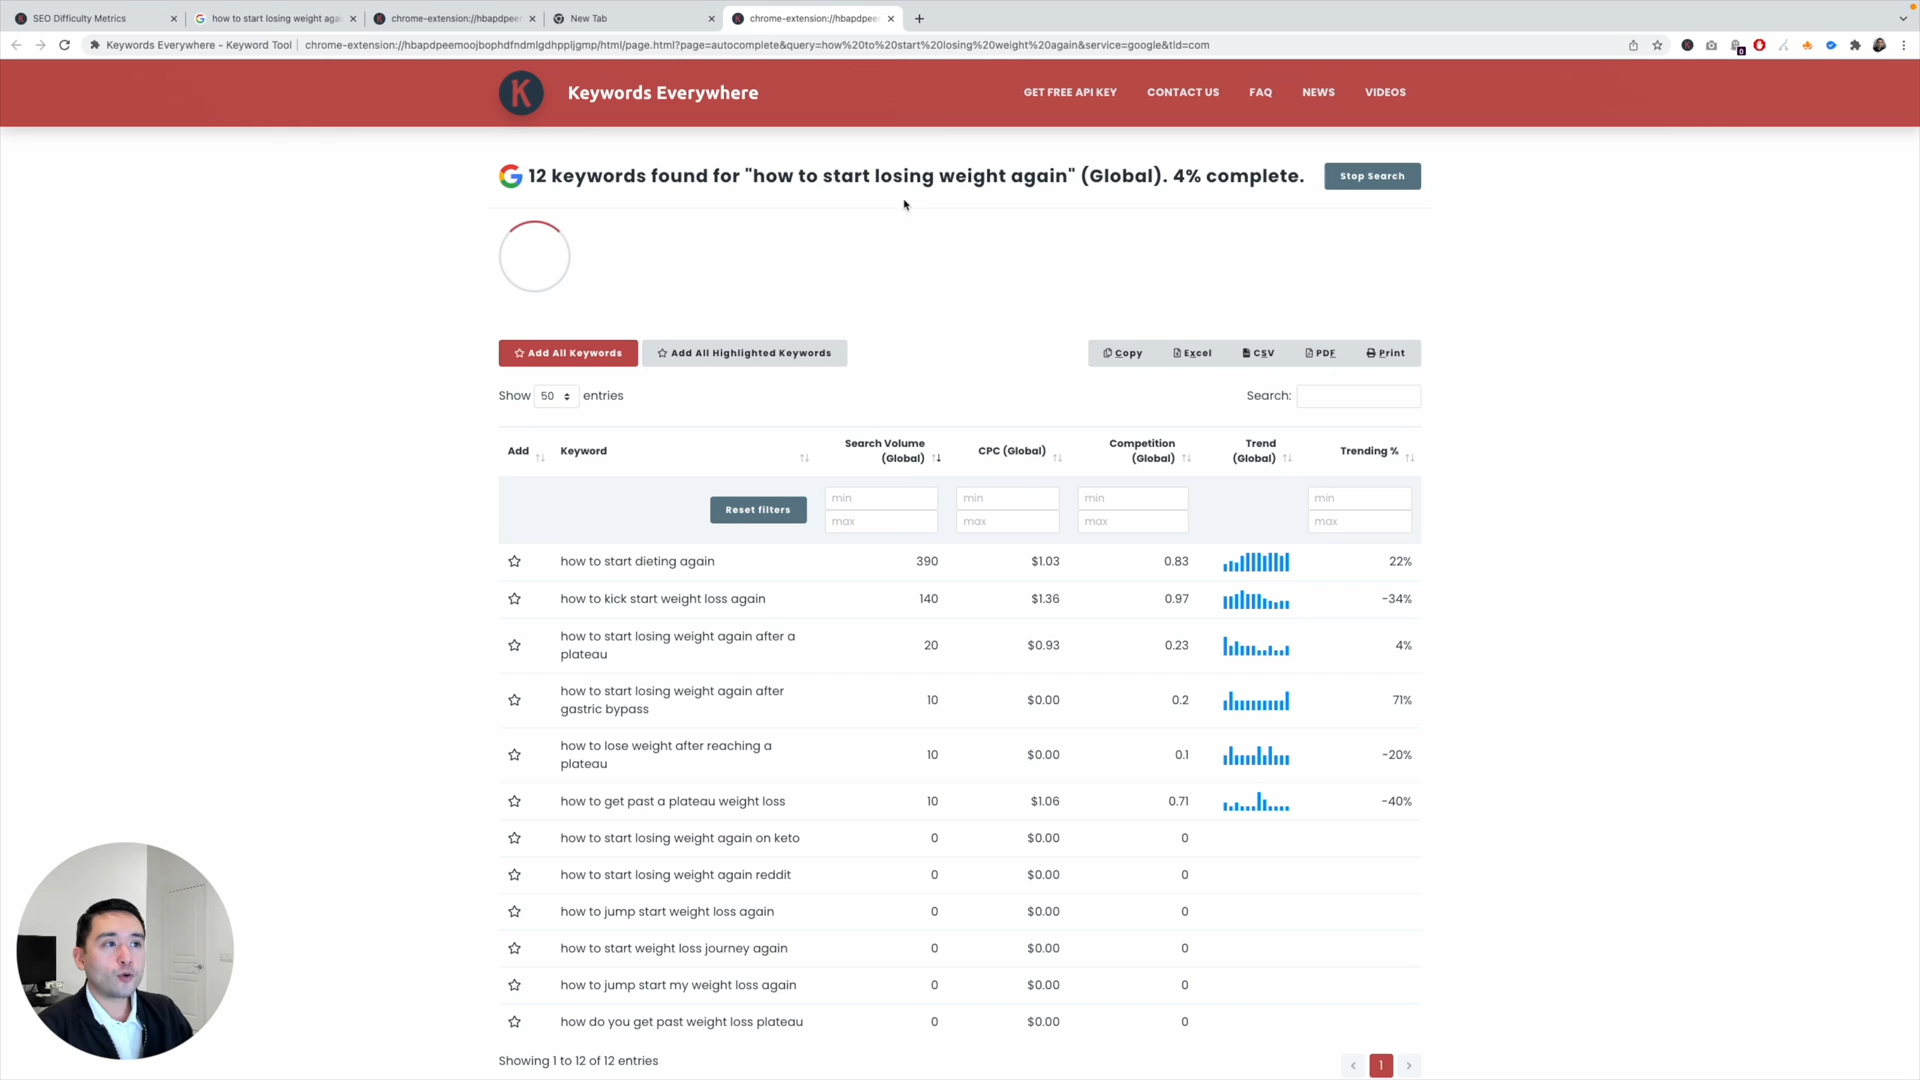 SEO Difficulty Metrics
how to start losing weight aga
chrome-extension://hbapdpee
New Tab
chrome-extension://hbapdpee
Keywords Everywhere - Keyword Tool
chrome-extension://hbapdpeemoojbophdfndmlgdhppljgmp/html/page.html?page=autocomplete&query=how%20to%20start%20losing%20weight%20again&service=google&tld=com
0
K
Keywords Everywhere
GET FREE API KEY
CONTACT US
FAQ
NEWS
VIDEOS
12 keywords found for "how to start losing weight again" (Global). 4% complete.
Stop Search
Add All Keywords
Add All Highlighted Keywords
Copy
Excel
CSV
PDF
Print
Show 50 entries
Search:
Add
Keyword
Search Volume
(Global)
CPC (Global)
Competition
(Global)
Trend
(Global)
Trending %
Reset filters
min
max
min
max
min
max
min
max
how to start dieting again 390 $1.03 0.83 22%
how to kick start weight loss again 140 $1.36 0.97 -34%
how to start losing weight again after a
plateau
20 $0.93 0.23 4%
how to start losing weight again after
gastric bypass
10 $0.00 0.2 71%
how to lose weight after reaching a
plateau
10 $0.00 0.1 -20%
how to get past a plateau weight loss 10 $1.06 0.71 -40%
how to start losing weight again on keto 0 $0.00 0
how to start losing weight again reddit 0 $0.00 0
how to jump start weight loss again 0 $0.00 0
how to start weight loss journey again 0 $0.00 0
how to jump start my weight loss again 0 $0.00 0
how do you get past weight loss plateau 0 $0.00 0
Showing 1 to 12 of 12 entries
1